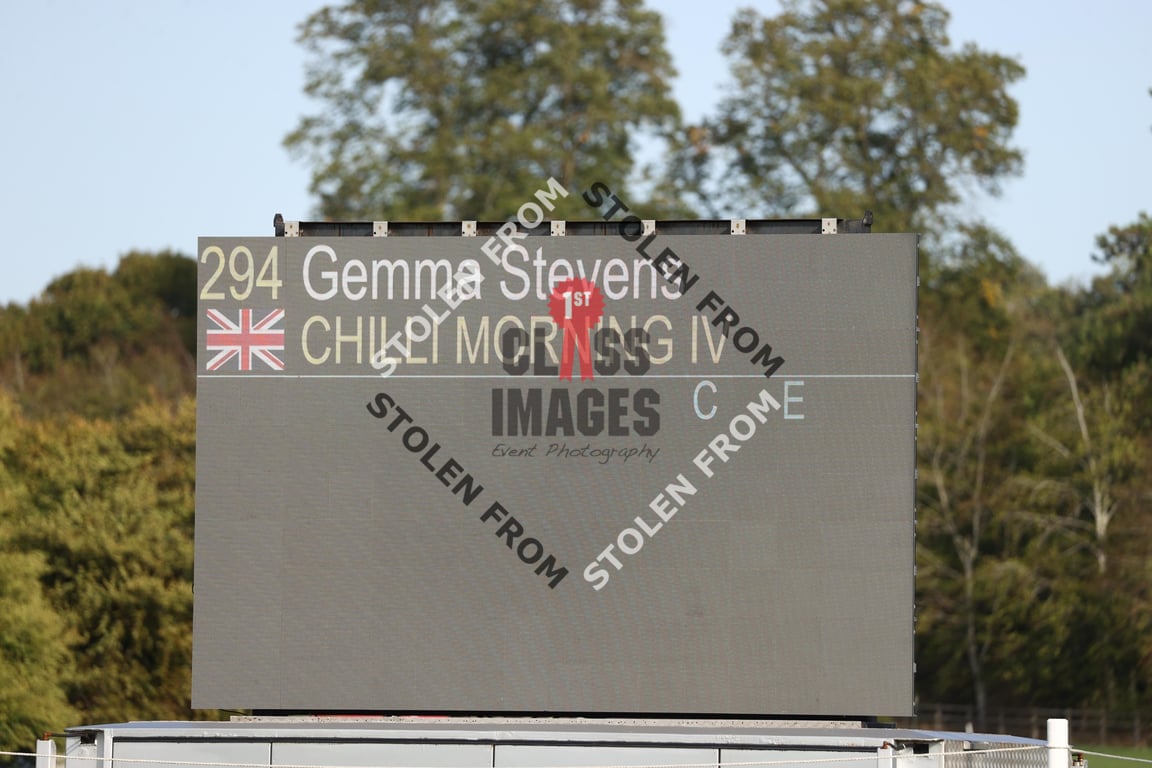 294 Gemma Stevens
CHILLI MORNING IV
C E
STOLEN FROM
STOLEN FROM
1ST
CLASS
IMAGES
Event Photography
STOLEN FROM
STOLEN FROM